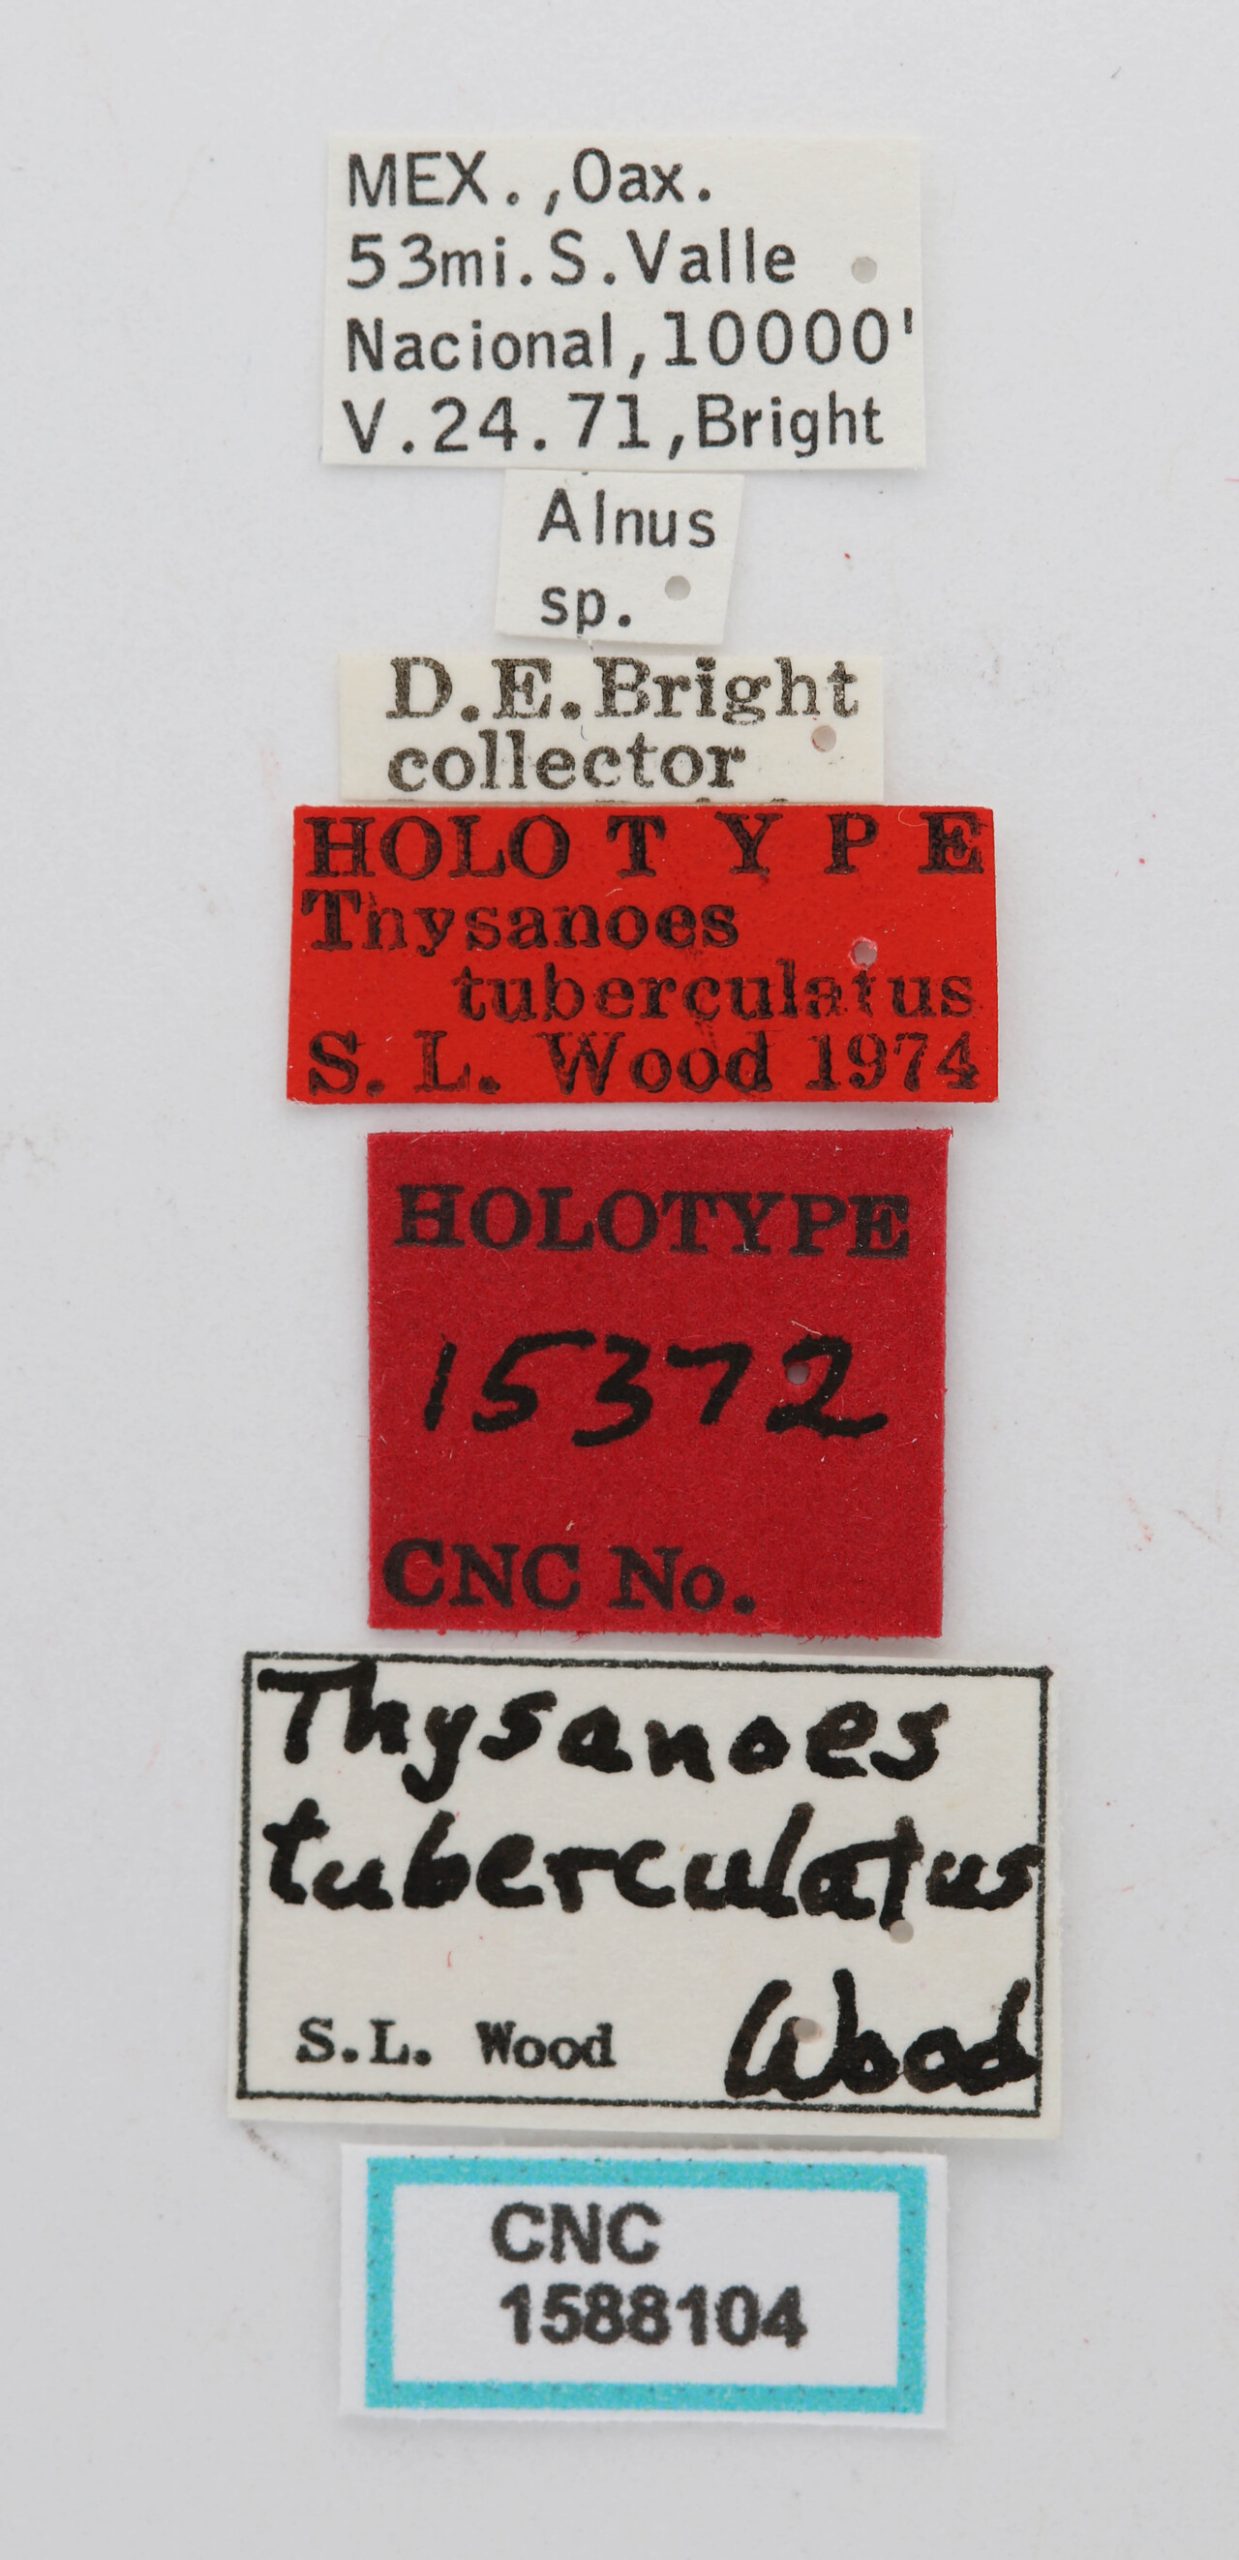 MEX.,Oax.
53mi.S.Valle
Nacional,10000'
V.24.71,Bright
Alnus
sp.
D.E.Bright
collector
HOLOTYPE
Thysanoes
tuberculatus
S. L. Wood 1974
HOLOTYPE
15372
CNC No.
Thysanoes
tuberculatus
Wood
S.L. Wood
CNC
1588104